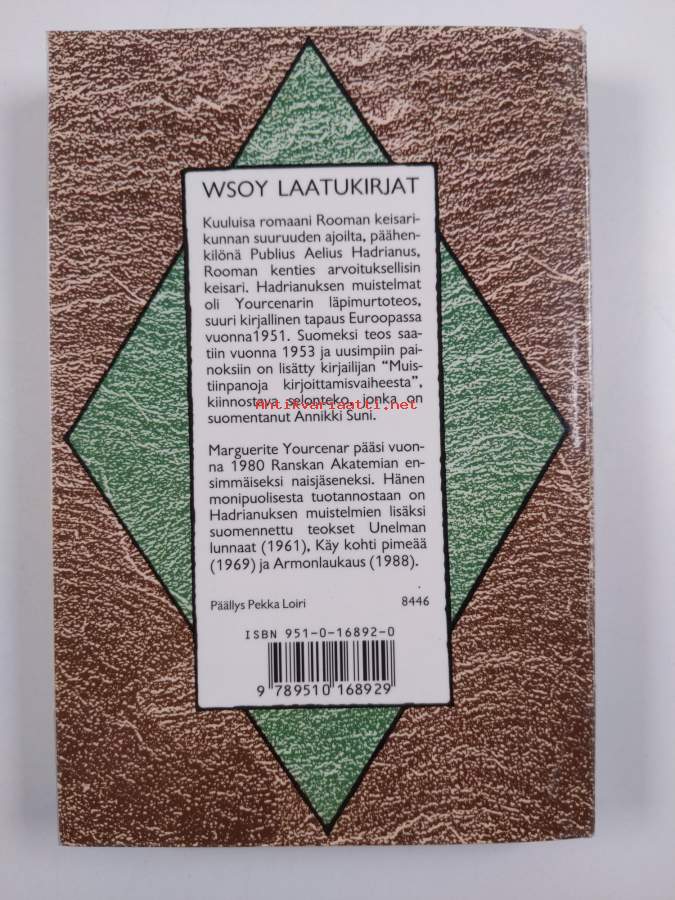 WSOY LAATUKIRJAT
Kuuluisa romaani Rooman keisari-
kunnan suuruuden ajoilta, päähen-
kilönä Publius Aelius Hadrianus,
Rooman kenties arvoituksellisin
keisari. Hadrianuksen muistelmat
oli Yourcenarin läpimurtoteos,
suuri kirjallinen tapaus Euroopassa
vuonna1951. Suomeksi teos saa-
tiin vuonna 1953 ja uusimpiin pai-
noksiin on lisätty kirjailijan “Muis-
tiinpanoja kirjoittamisvaiheesta”,
kiinnostava selonteko, jonka on
Antikvariaatti.net
suomentanut Annikki Suni.
Marguerite Yourcenar pääsi vuon-
na 1980 Ranskan Akatemian en-
simmäiseksi naisjäseneksi. Hänen
monipuolisesta tuotannostaan on
Hadrianuksen muistelmien lisäksi
suomennettu teokset Unelman
lunnaat (1961), Käy kohti pimeää
(1969) ja Armonlaukaus (1988).
Päällys Pekka Loiri 8446
ISBN 951-0-16892-0
9 789510 168929